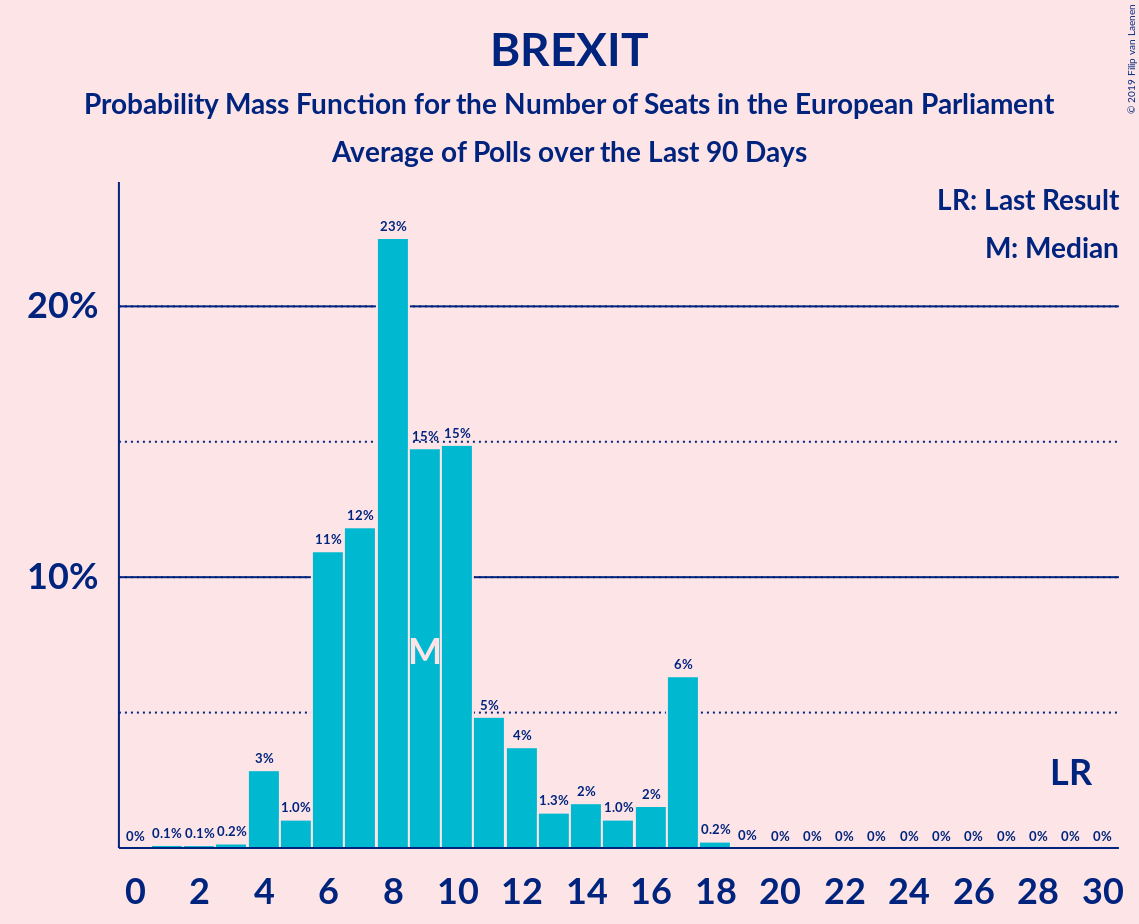 BREXIT
Probability Mass Function for the Number of Seats in the European Parliament
Average of Polls over the Last 90 Days
© 2019 Filip van Laenen
LR: Last Result
M: Median
20%
10%
0% 0.1% 0.1% 0.2% 3% 1.0% 11% 12% 23% 15% 15% 5% 4% 1.3% 2% 1.0% 2% 6% 0.2% 0% 0% 0% 0% 0% 0% 0% 0% 0% 0% 0% 0%
M
LR
0 2 4 6 8 10 12 14 16 18 20 22 24 26 28 30